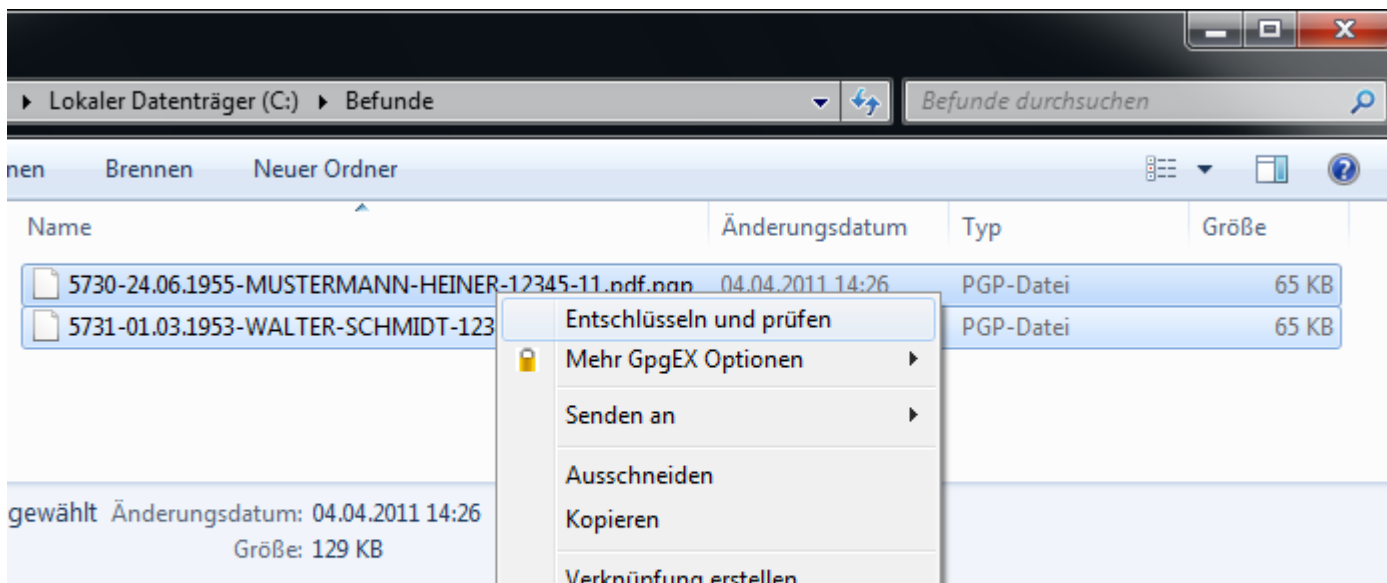 Lokaler Datenträger (C:) Befunde Befunde durchsuchen
nen Brennen Neuer Ordner
Name Änderungsdatum Typ Größe
5730-24.06.1955-MUSTERMANN-HEINER-12345-11.pdf.pgp 04.04.2011 14:26 PGP-Datei 65 KB
5731-01.03.1953-WALTER-SCHMIDT-123 PGP-Datei 65 KB
Entschlüsseln und prüfen
Mehr GpgEX Optionen
Senden an
Ausschneiden
Kopieren
Verknüpfung erstellen
gewählt Änderungsdatum: 04.04.2011 14:26
Größe: 129 KB